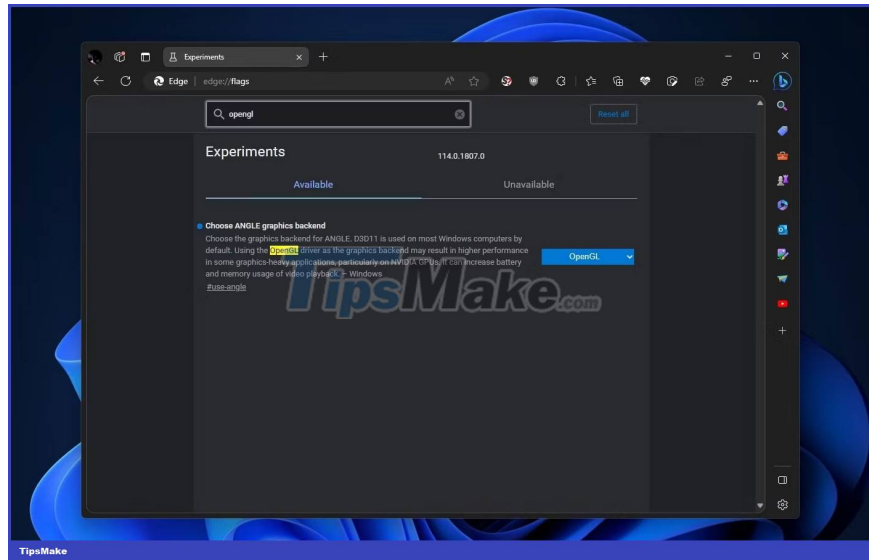 Experiments
Edge
edge://flags
opengl
Reset all
Experiments
114.0.1807.0
Available
Unavailable
Choose ANGLE graphics backend
Choose the graphics backend for ANGLE. D3D11 is used on most Windows computers by
default. Using the OpenGL driver as the graphics backend may result in higher performance
in some graphics-heavy applications, particularly on NVIDIA GPUs. It can increase battery
and memory usage of video playback. – Windows
#use-angle
OpenGL
TipsMake.com
TipsMake